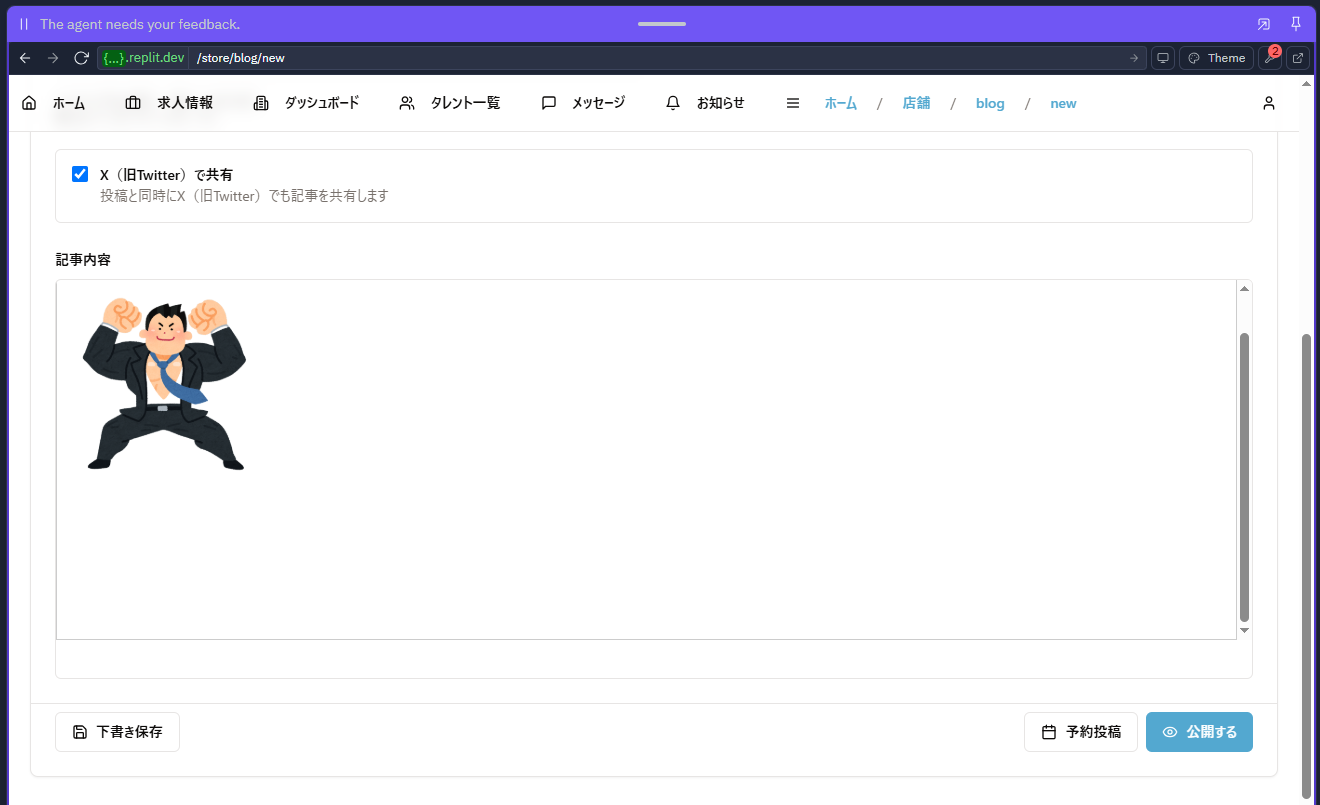 The agent needs your feedback.
{...}.replit.dev /store/blog/new Theme 2
ホーム 求人情報 ダッシュボード タレント一覧 メッセージ お知らせ ホーム / 店舗 / blog / new
X（旧Twitter）で共有
投稿と同時にX（旧Twitter）でも記事を共有します
記事内容
下書き保存 予約投稿 公開する